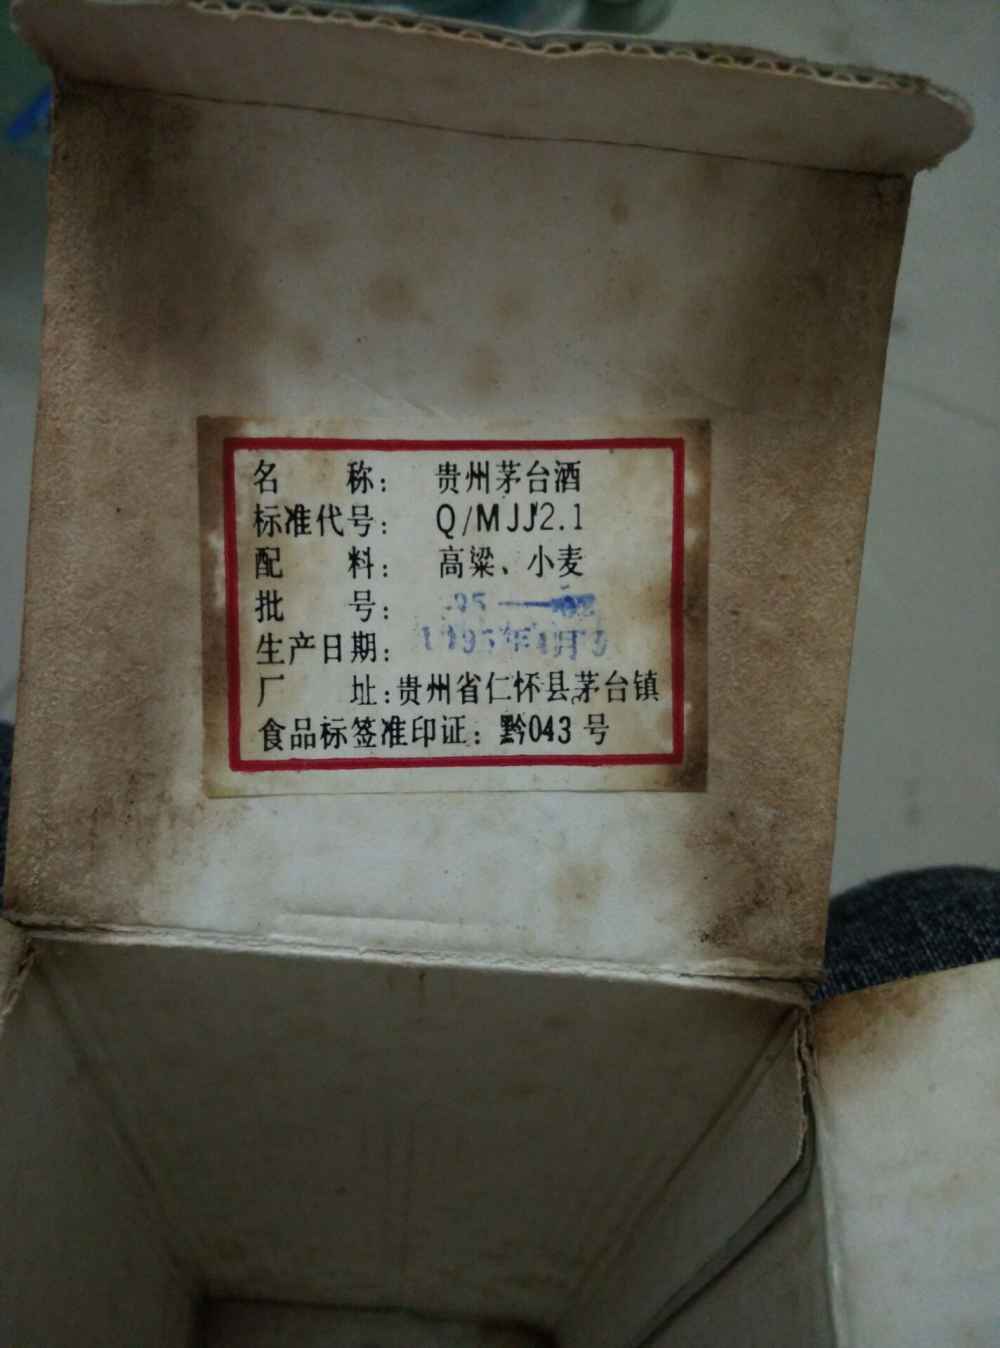 名 称： 贵州茅台酒
标准代号： Q/MJJ2.1
配 料： 高粱、小麦
批 号： 95—02
生产日期：
厂 址：贵州省仁怀县茅台镇
食品标签准印证：黔043号